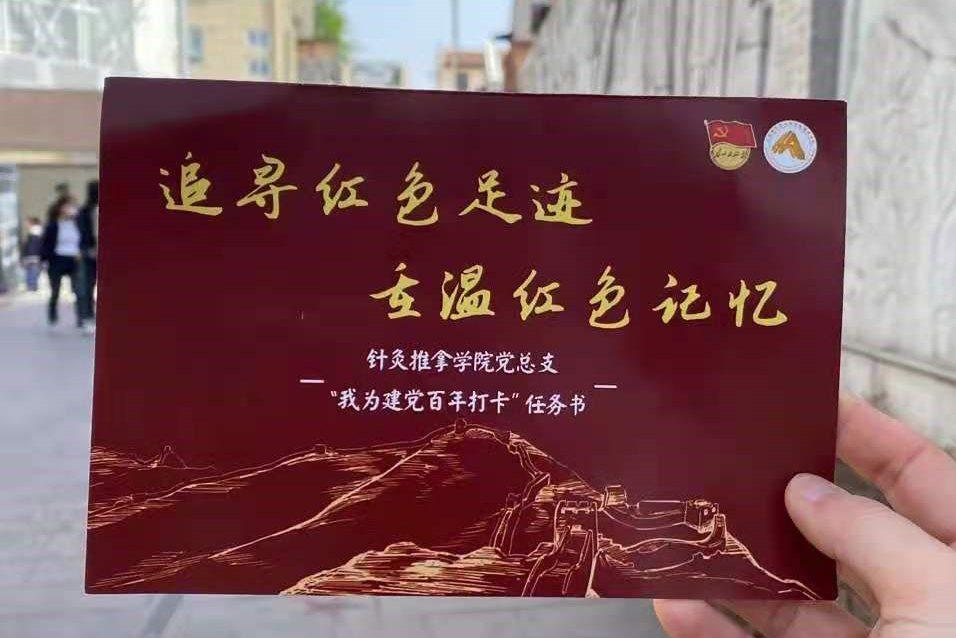 追寻红色足迹
重温红色记忆
针灸推拿学院党总支
“我为建党百年打卡”任务书